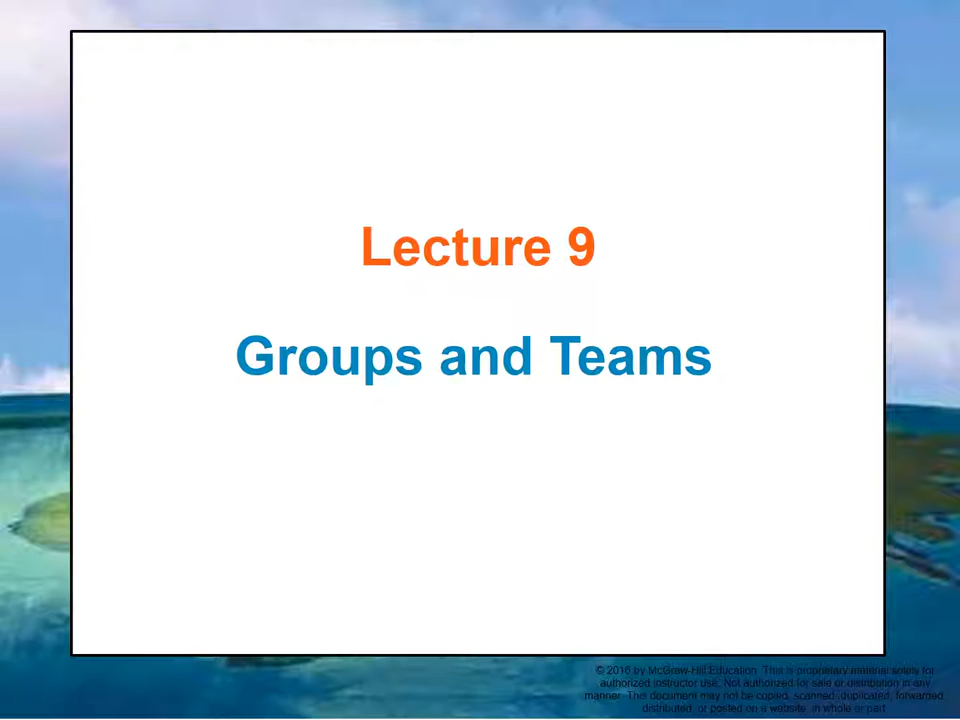 Lecture 9
Groups and Teams
© 2016 by McGraw-Hill Education. This is proprietary material solely for
authorized instructor use. Not authorized for sale or distribution in any
manner. This document may not be copied, scanned, duplicated, forwarded,
distributed, or posted on a website, in whole or part.